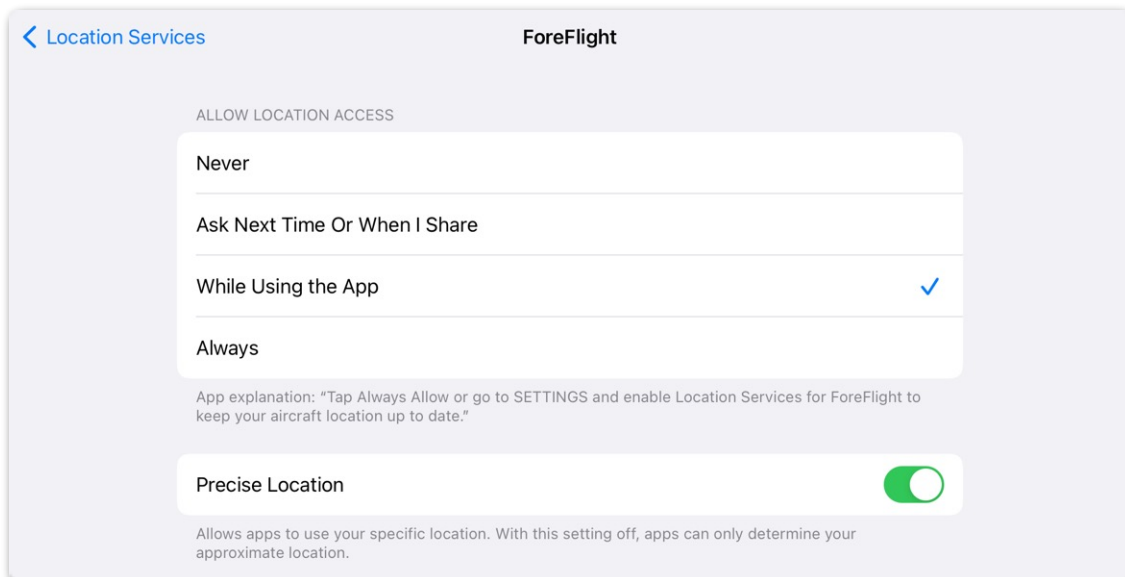 Location Services
ForeFlight
ALLOW LOCATION ACCESS
Never
Ask Next Time Or When I Share
While Using the App
Always
App explanation: “Tap Always Allow or go to SETTINGS and enable Location Services for ForeFlight to
keep your aircraft location up to date.”
Precise Location
Allows apps to use your specific location. With this setting off, apps can only determine your
approximate location.